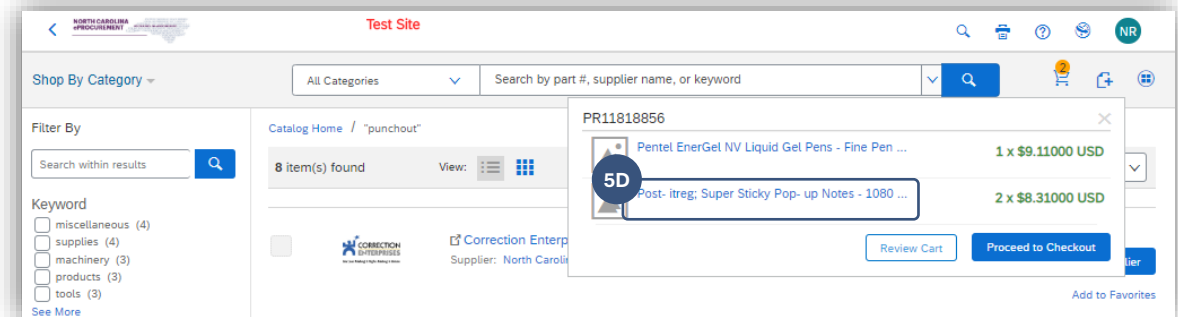 NORTH CAROLINA
ePROCUREMENT
Test Site
NR
Shop By Category
All Categories
Search by part #, supplier name, or keyword
2
Filter By
Search within results
Keyword
miscellaneous (4)
supplies (4)
machinery (3)
products (3)
tools (3)
See More
Catalog Home / "punchout"
8 item(s) found
View:
CORRECTION
ENTERPRISES
Correction Enterp
Supplier: North Carolin
PR11818856
Pentel EnerGel NV Liquid Gel Pens - Fine Pen ...
1 x $9.11000 USD
5D
Post- itreg; Super Sticky Pop- up Notes - 1080 ...
2 x $8.31000 USD
Review Cart
Proceed to Checkout
lier
Add to Favorites